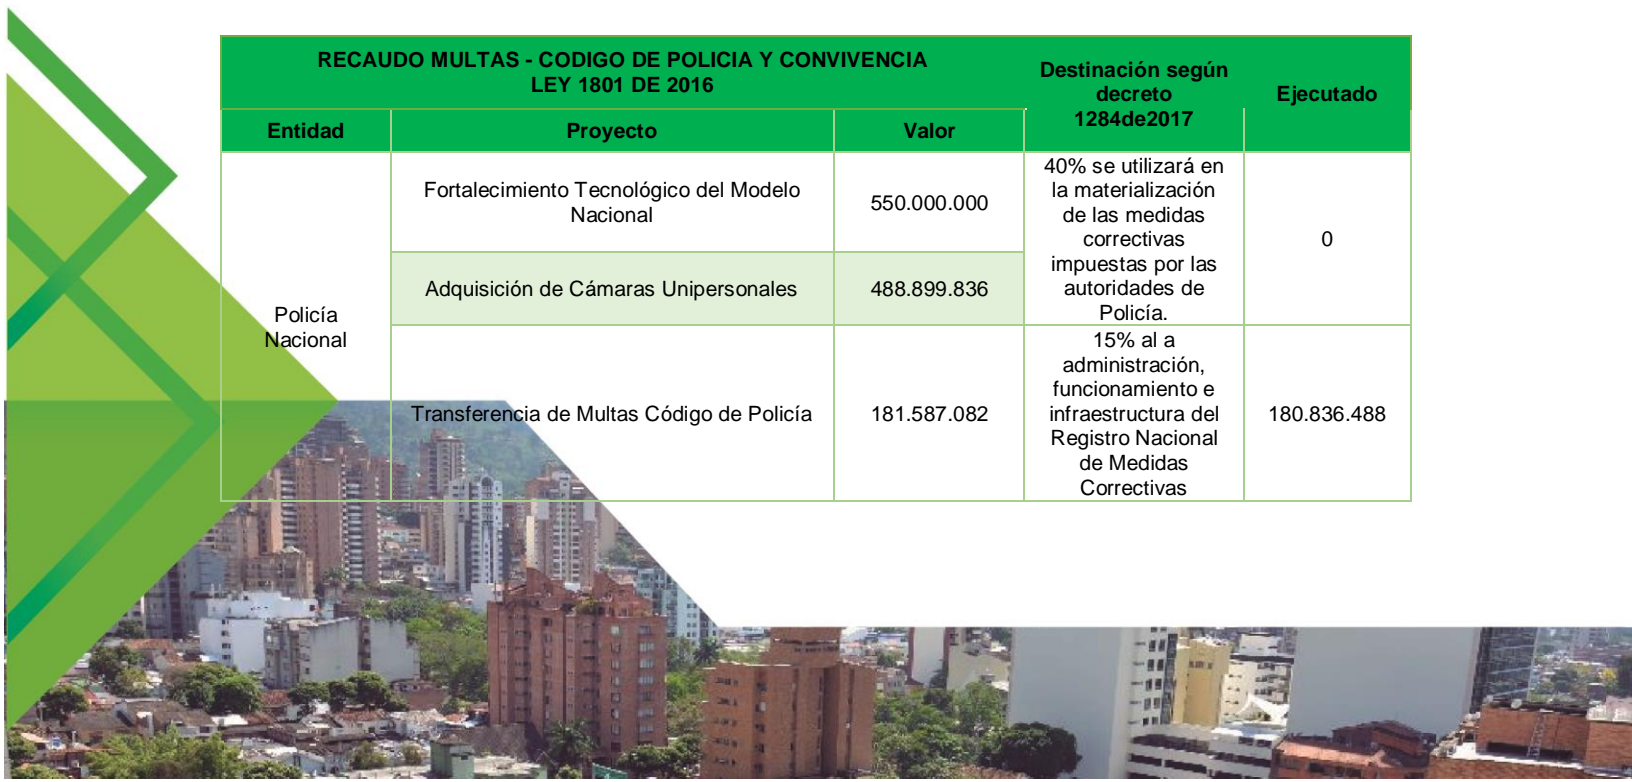 RECAUDO MULTAS - CODIGO DE POLICIA Y CONVIVENCIA
LEY 1801 DE 2016
Destinación según
decreto
1284de2017
Ejecutado
Entidad
Proyecto
Valor
Policía
Nacional
Fortalecimiento Tecnológico del Modelo
Nacional
550.000.000
40% se utilizará en
la materialización
de las medidas
correctivas
impuestas por las
autoridades de
Policía.
0
Adquisición de Cámaras Unipersonales
488.899.836
Transferencia de Multas Código de Policía
181.587.082
15% al a
administración,
funcionamiento e
infraestructura del
Registro Nacional
de Medidas
Correctivas
180.836.488